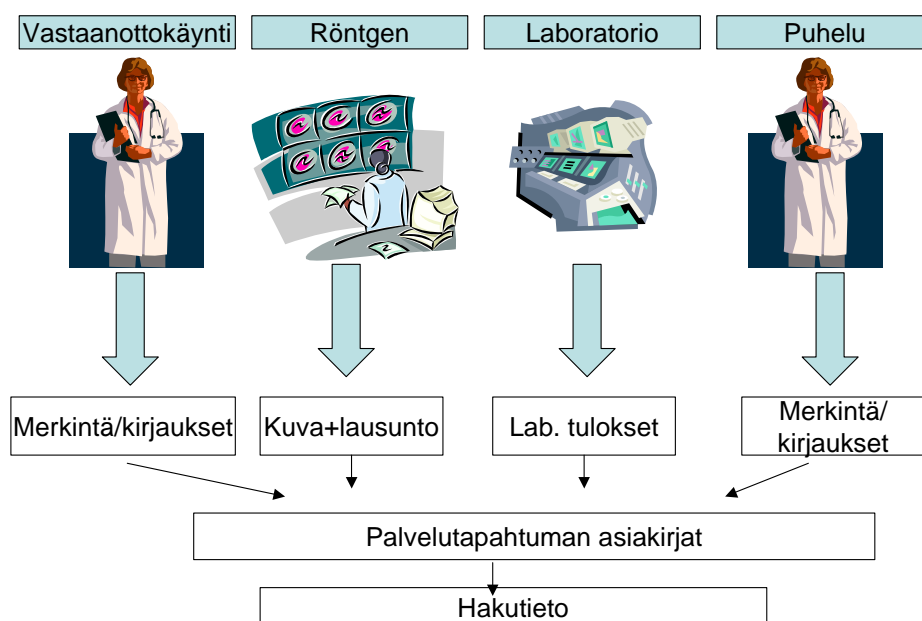 Vastaanottokäynti
Röntgen
Laboratorio
Puhelu
Merkintä/kirjaukset
Kuva+lausunto
Lab. tulokset
Merkintä/
kirjaukset
Palvelutapahtuman asiakirjat
Hakutieto